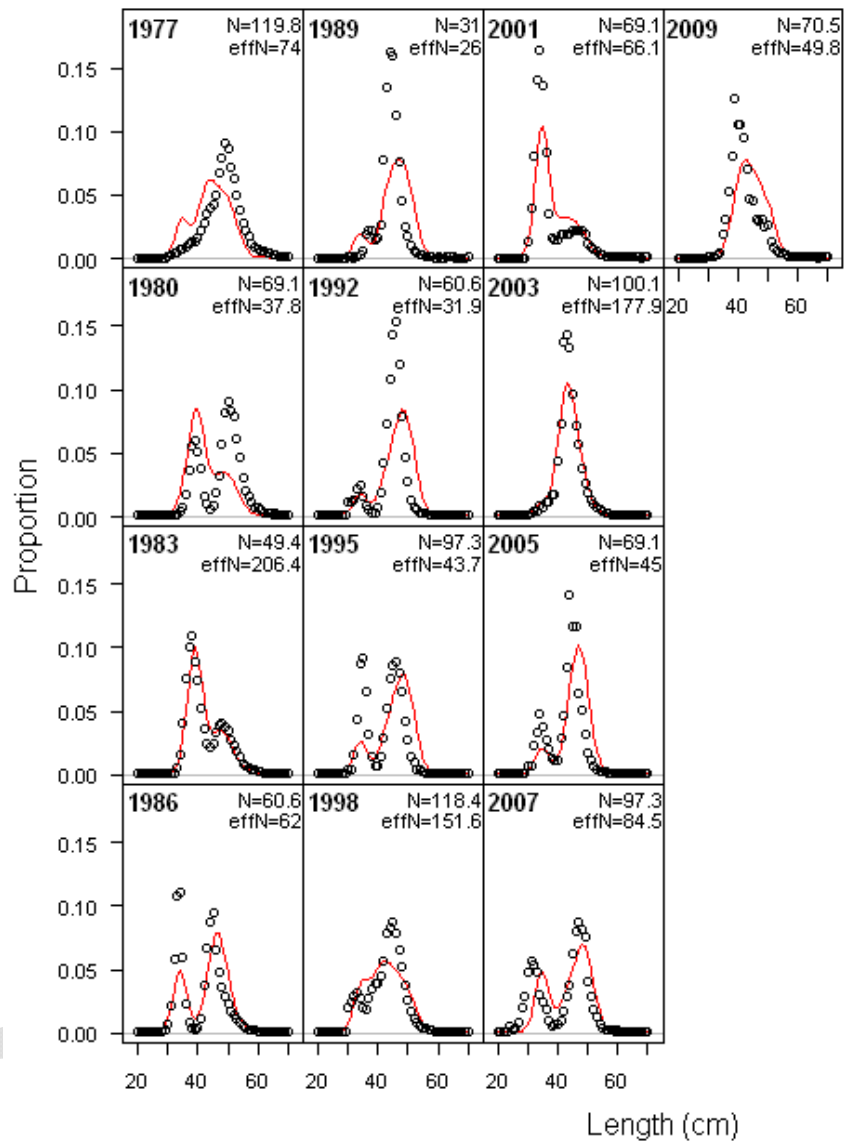 1977 N=119.8
effN=74
1989 N=31
effN=26
2001 N=69.1
effN=66.1
2009 N=70.5
effN=49.8
0.15
0.10
0.05
0.00
1980 N=69.1
effN=37.8
1992 N=60.6
effN=31.9
2003 N=100.1
effN=177.9
20 40 60
0.15
0.10
0.05
0.00
Proportion
1983 N=49.4
effN=206.4
1995 N=97.3
effN=43.7
2005 N=69.1
effN=45
0.15
0.10
0.05
0.00
1986 N=60.6
effN=62
1998 N=118.4
effN=151.6
2007 N=97.3
effN=84.5
0.15
0.10
0.05
0.00
20 40 60 20 40 60 20 40 60
Length (cm)